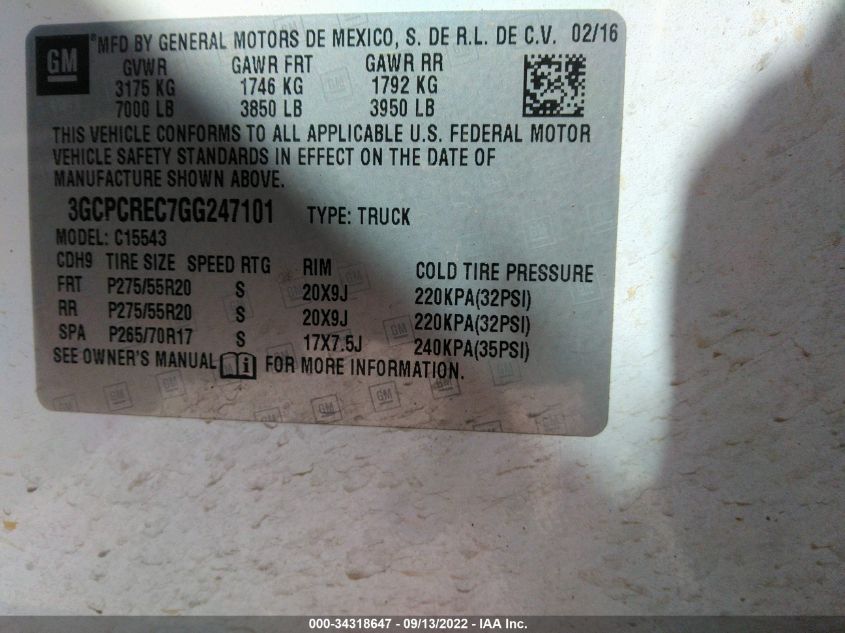 GM MFD BY GENERAL MOTORS DE MEXICO, S. DE R.L. DE C.V. 02/16
GVWR GAWR FRT GAWR RR
3175 KG 1746 KG 1792 KG
7000 LB 3850 LB 3950 LB
THIS VEHICLE CONFORMS TO ALL APPLICABLE U.S. FEDERAL MOTOR
VEHICLE SAFETY STANDARDS IN EFFECT ON THE DATE OF
MANUFACTURE SHOWN ABOVE.
3GCPCREC7GG247101 TYPE: TRUCK
MODEL: C15543
CDH9 TIRE SIZE SPEED RTG RIM COLD TIRE PRESSURE
FRT P275/55R20 S 20X9J 220KPA(32PSI)
RR P275/55R20 S 20X9J 220KPA(32PSI)
SPA P265/70R17 S 17X7.5J 240KPA(35PSI)
SEE OWNER'S MANUAL FOR MORE INFORMATION.
000-34318647 - 09/13/2022 - IAA Inc.